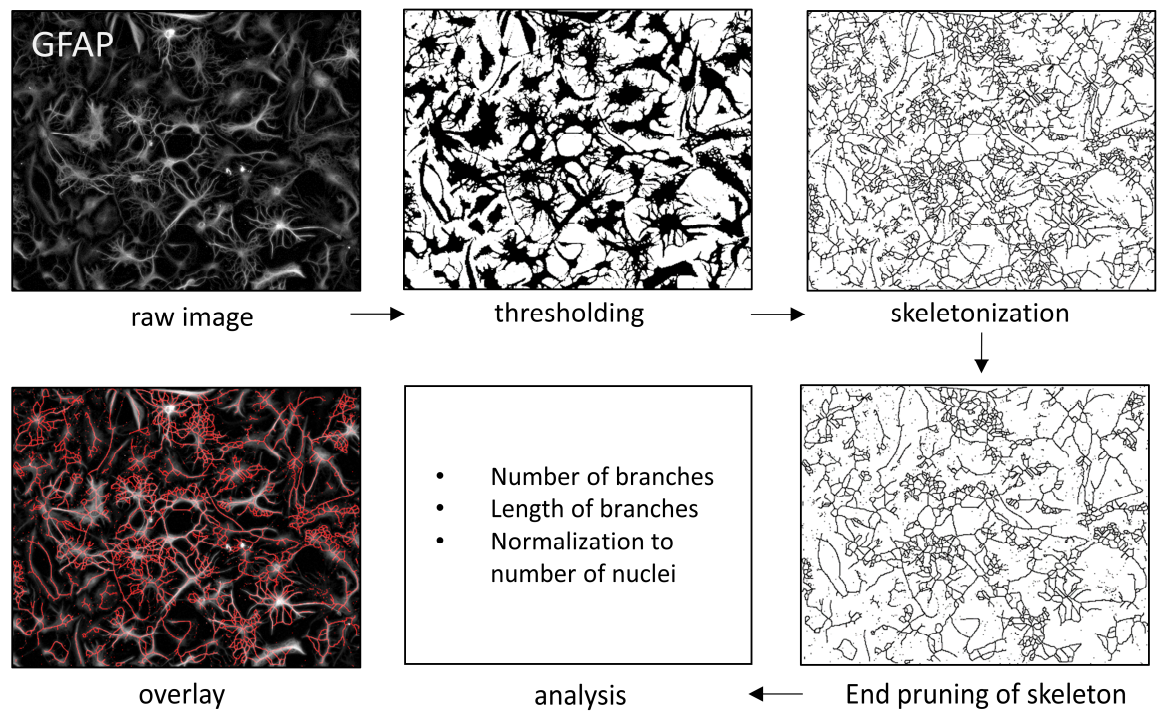 GFAP
raw image
thresholding
skeletonization
• Number of branches
• Length of branches
• Normalization to
number of nuclei
overlay
analysis
End pruning of skeleton